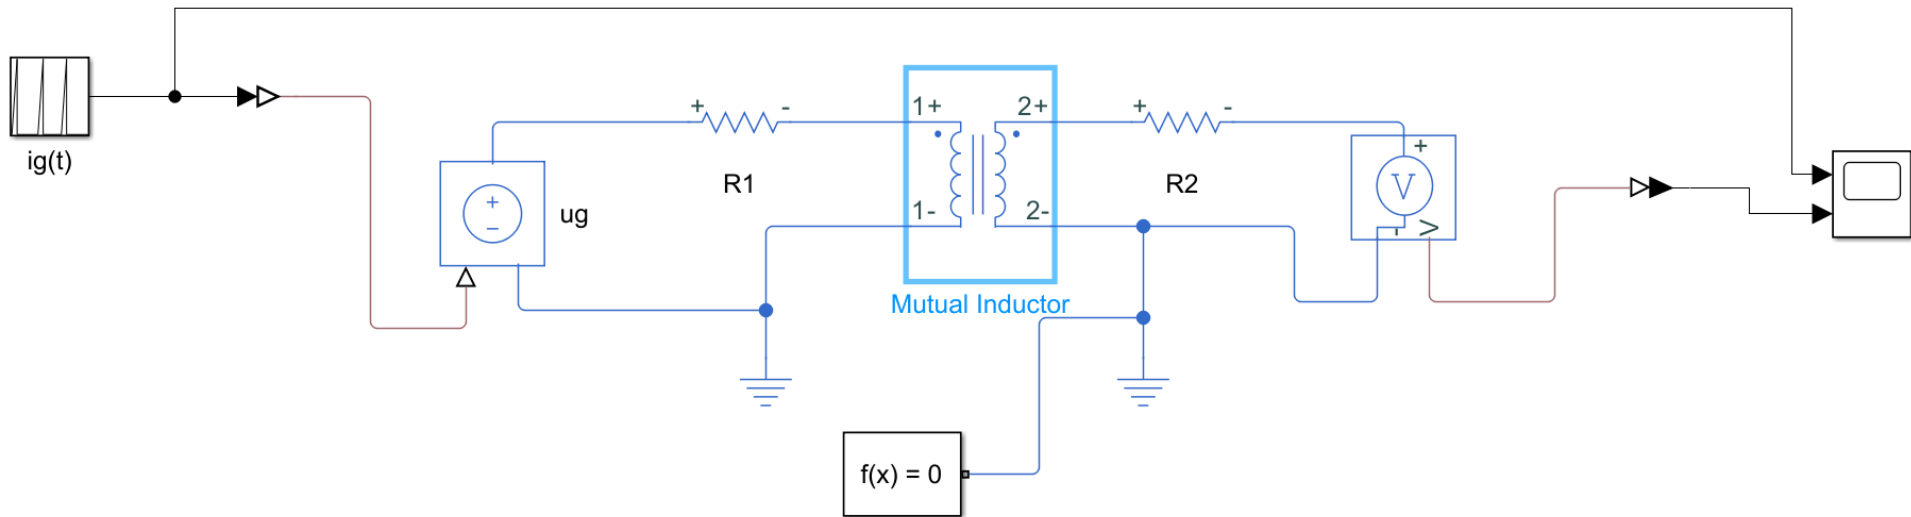 ig(t)
+ -
R1
+
−
ug
1+ 2+
1- 2-
Mutual Inductor
+ -
R2
+
V
- V
f(x) = 0